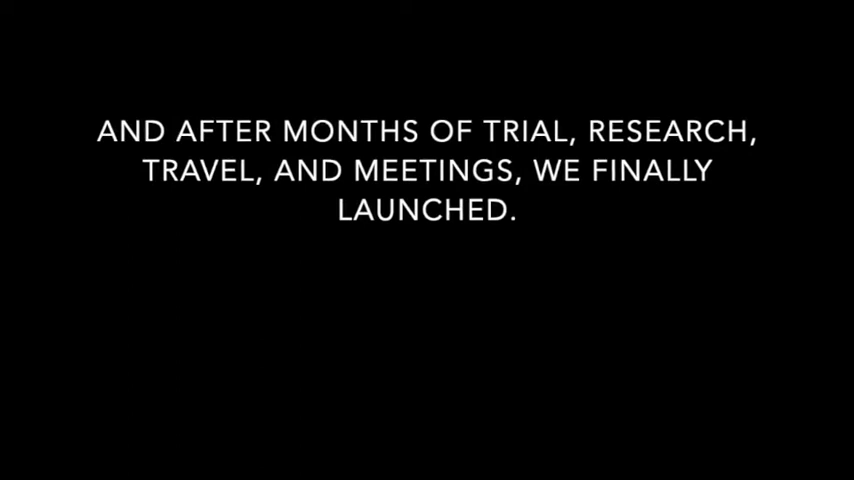 AND AFTER MONTHS OF TRIAL, RESEARCH,
TRAVEL, AND MEETINGS, WE FINALLY
LAUNCHED.